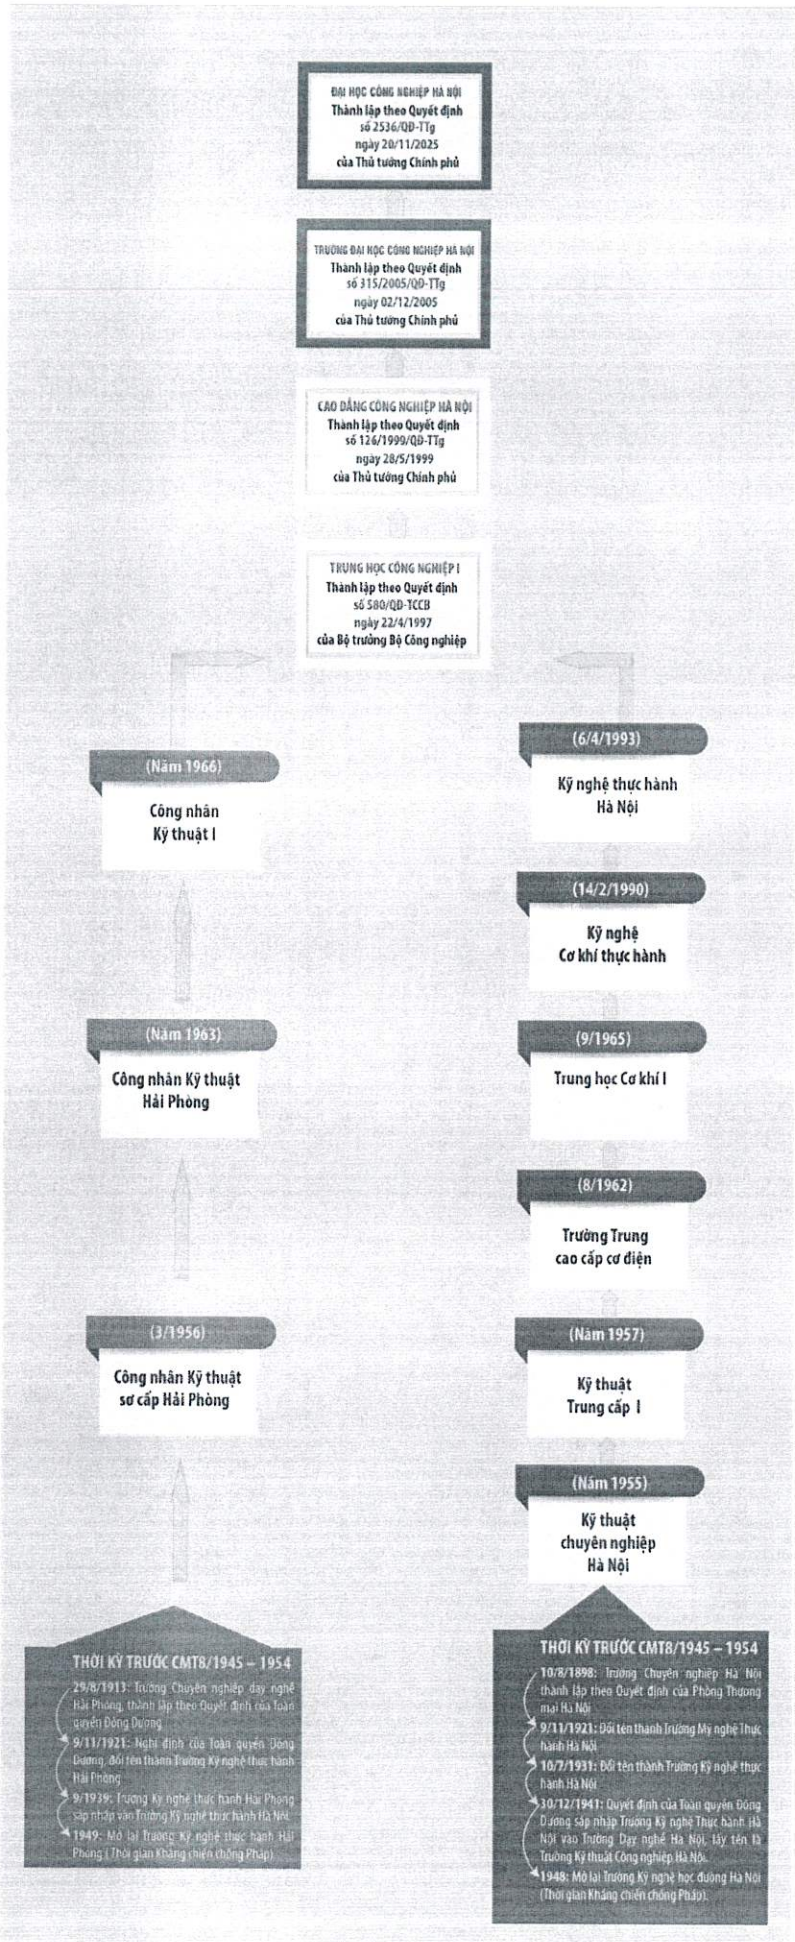 ĐẠI HỌC CÔNG NGHIỆP HÀ NỘI
Thành lập theo Quyết định
số 2536/QĐ-TTg
ngày 20/11/2025
của Thủ tướng Chính phủ
TRƯỜNG ĐẠI HỌC CÔNG NGHIỆP HÀ NỘI
Thành lập theo Quyết định
số 315/2005/QĐ-TTg
ngày 02/12/2005
của Thủ tướng Chính phủ
CAO ĐẲNG CÔNG NGHIỆP HÀ NỘI
Thành lập theo Quyết định
số 126/1999/QĐ-TTg
ngày 28/5/1999
của Thủ tướng Chính phủ
TRUNG HỌC CÔNG NGHIỆP I
Thành lập theo Quyết định
số 580/QĐ-TCCB
ngày 22/4/1997
của Bộ trưởng Bộ Công nghiệp
(Năm 1966)
Công nhân
Kỹ thuật I
(Năm 1963)
Công nhân Kỹ thuật
Hải Phòng
(3/1956)
Công nhân Kỹ thuật
sơ cấp Hải Phòng
THỜI KỲ TRƯỚC CMT8/1945 – 1954
29/8/1913: Trường Chuyên nghiệp dạy nghề
Hải Phòng, thành lập theo Quyết định của Toàn
quyền Đông Dương
9/11/1921: Nghị định của Toàn quyền Đông
Dương, đổi tên thành Trường Kỹ nghệ thực hành
Hải Phòng
9/1939: Trường Kỹ nghệ thực hành Hải Phòng
sáp nhập vào Trường Kỹ nghệ thực hành Hà Nội.
1949: Mở lại Trường Kỹ nghệ thực hành Hải
Phòng ( Thời gian Kháng chiến chống Pháp)
(6/4/1993)
Kỹ nghệ thực hành
Hà Nội
(14/2/1990)
Kỹ nghệ
Cơ khí thực hành
(9/1965)
Trung học Cơ khí I
(8/1962)
Trường Trung
cao cấp cơ điện
(Năm 1957)
Kỹ thuật
Trung cấp I
(Năm 1955)
Kỹ thuật
chuyên nghiệp
Hà Nội
THỜI KỲ TRƯỚC CMT8/1945 – 1954
10/8/1898: Trường Chuyên nghiệp Hà Nội
thành lập theo Quyết định của Phòng Thương
mại Hà Nội
9/11/1921: Đổi tên thành Trường Mỹ nghệ Thực
hành Hà Nội
10/7/1931: Đổi tên thành Trường Kỹ nghệ thực
hành Hà Nội
30/12/1941: Quyết định của Toàn quyền Đông
Dương sáp nhập Trường Kỹ nghệ Thực hành Hà
Nội vào Trường Dạy nghề Hà Nội, lấy tên là
Trường Kỹ thuật Công nghiệp Hà Nội.
1948: Mở lại Trường Kỹ nghệ học đường Hà Nội
(Thời gian Kháng chiến chống Pháp).